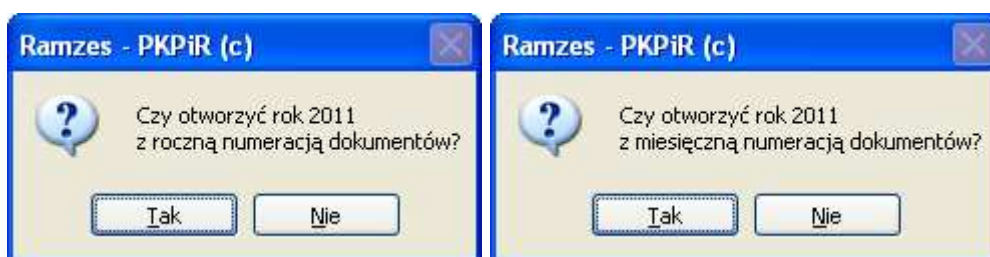 Ramzes - PKPiR (c)
Czy otworzyć rok 2011
z roczną numeracją dokumentów?
Tak
Nie
Ramzes - PKPiR (c)
Czy otworzyć rok 2011
z miesięczną numeracją dokumentów?
Tak
Nie